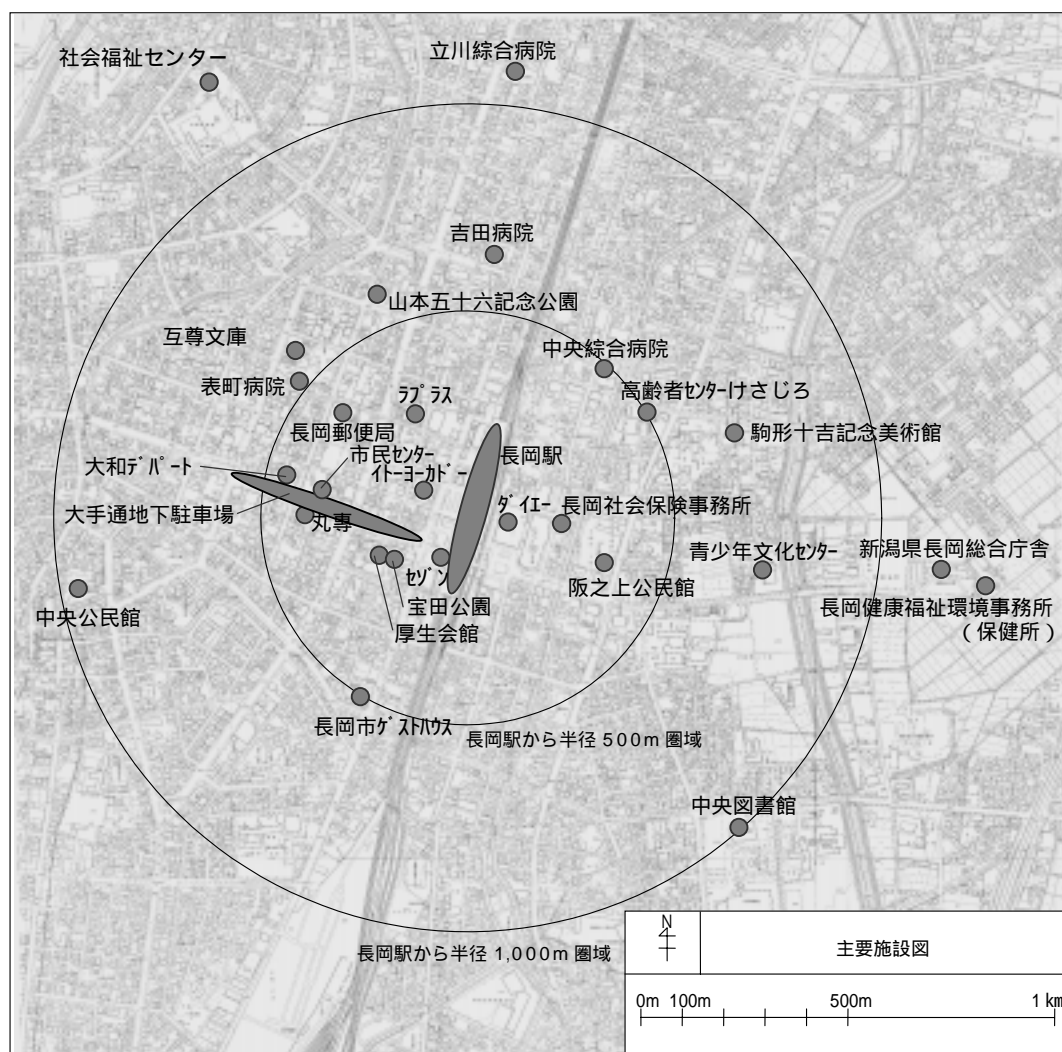 社会福祉センター
立川綜合病院
吉田病院
山本五十六記念公園
互尊文庫
中央綜合病院
表町病院
高齢者ｾﾝﾀｰけさじろ
ﾗﾌﾟﾗｽ
長岡郵便局
駒形十吉記念美術館
市民ｾﾝﾀｰ
長岡駅
大和ﾃﾞﾊﾟｰﾄ
ｲﾄｰﾖｰｶﾄﾞｰ
ﾀﾞｲｴｰ
長岡社会保険事務所
大手通地下駐車場
丸専
青少年文化ｾﾝﾀｰ
新潟県長岡総合庁舎
阪之上公民館
ｾｿﾞﾝ
宝田公園
中央公民館
長岡健康福祉環境事務所
（保健所）
厚生会館
長岡市ｹﾞｽﾄﾊｳｽ
長岡駅から半径 500m 圏域
中央図書館
長岡駅から半径 1,000m 圏域
N
主要施設図
0m 100m 500m 1 km